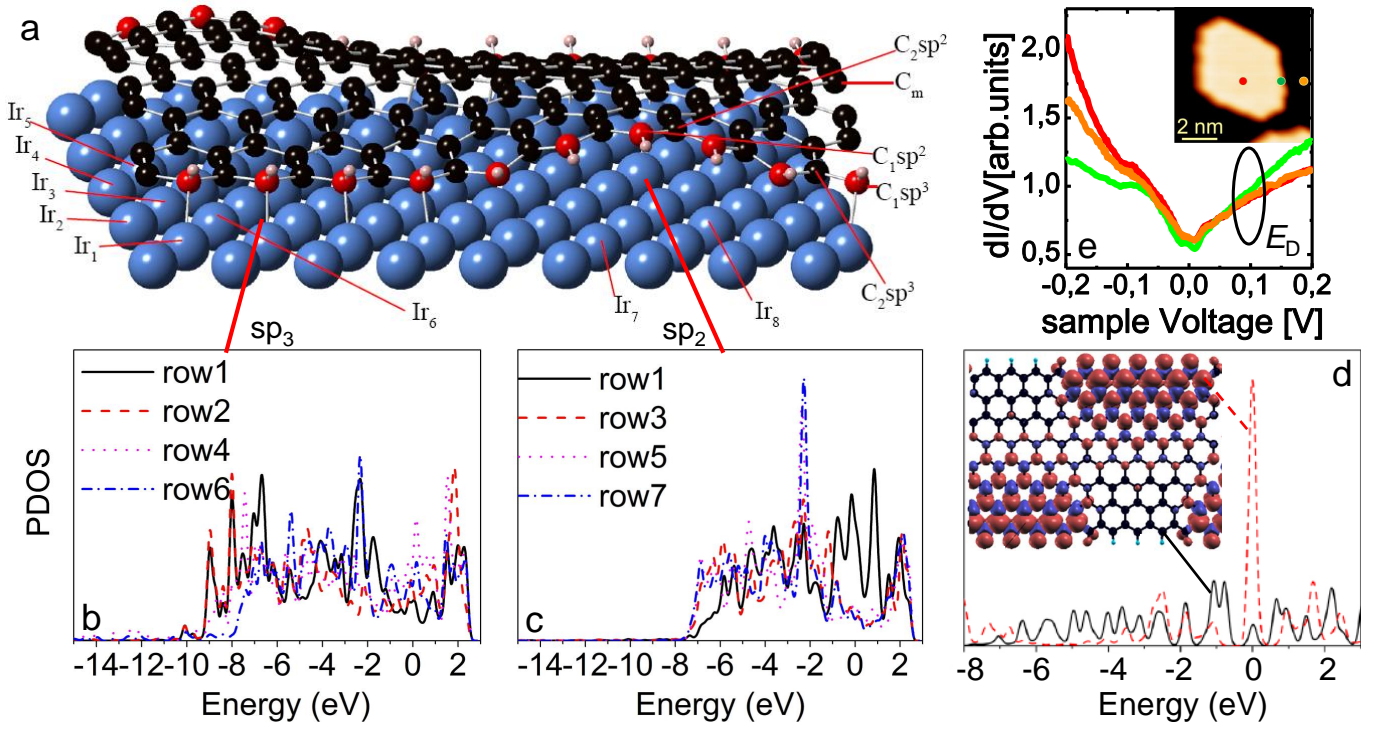 a
C₂sp²
Cₘ
C₁sp²
C₁sp³
C₂sp³
Ir₅
Ir₄
Ir₃
Ir₂
Ir₁
Ir₆
Ir₇
Ir₈
sp₃
sp₂
dI/dV[arb.units]
2,0
1,5
1,0
0,5
2 nm
e
E_D
-0,2 -0,1 0,0 0,1 0,2
sample Voltage [V]
PDOS
row1
row2
row4
row6
b
-14 -12 -10 -8 -6 -4 -2 0 2
Energy (eV)
row1
row3
row5
row7
c
-14 -12 -10 -8 -6 -4 -2 0 2
Energy (eV)
d
-8 -6 -4 -2 0 2
Energy (eV)